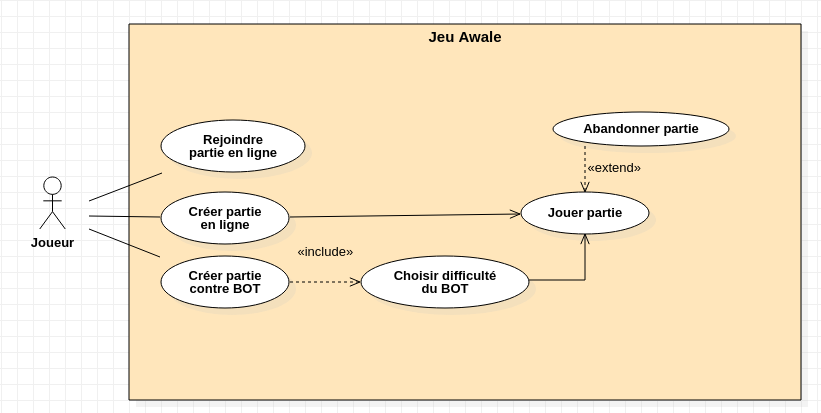 Jeu Awale
Rejoindre
partie en ligne
Abandonner partie
«extend»
Joueur
Créer partie
en ligne
Jouer partie
«include»
Créer partie
contre BOT
Choisir difficulté
du BOT